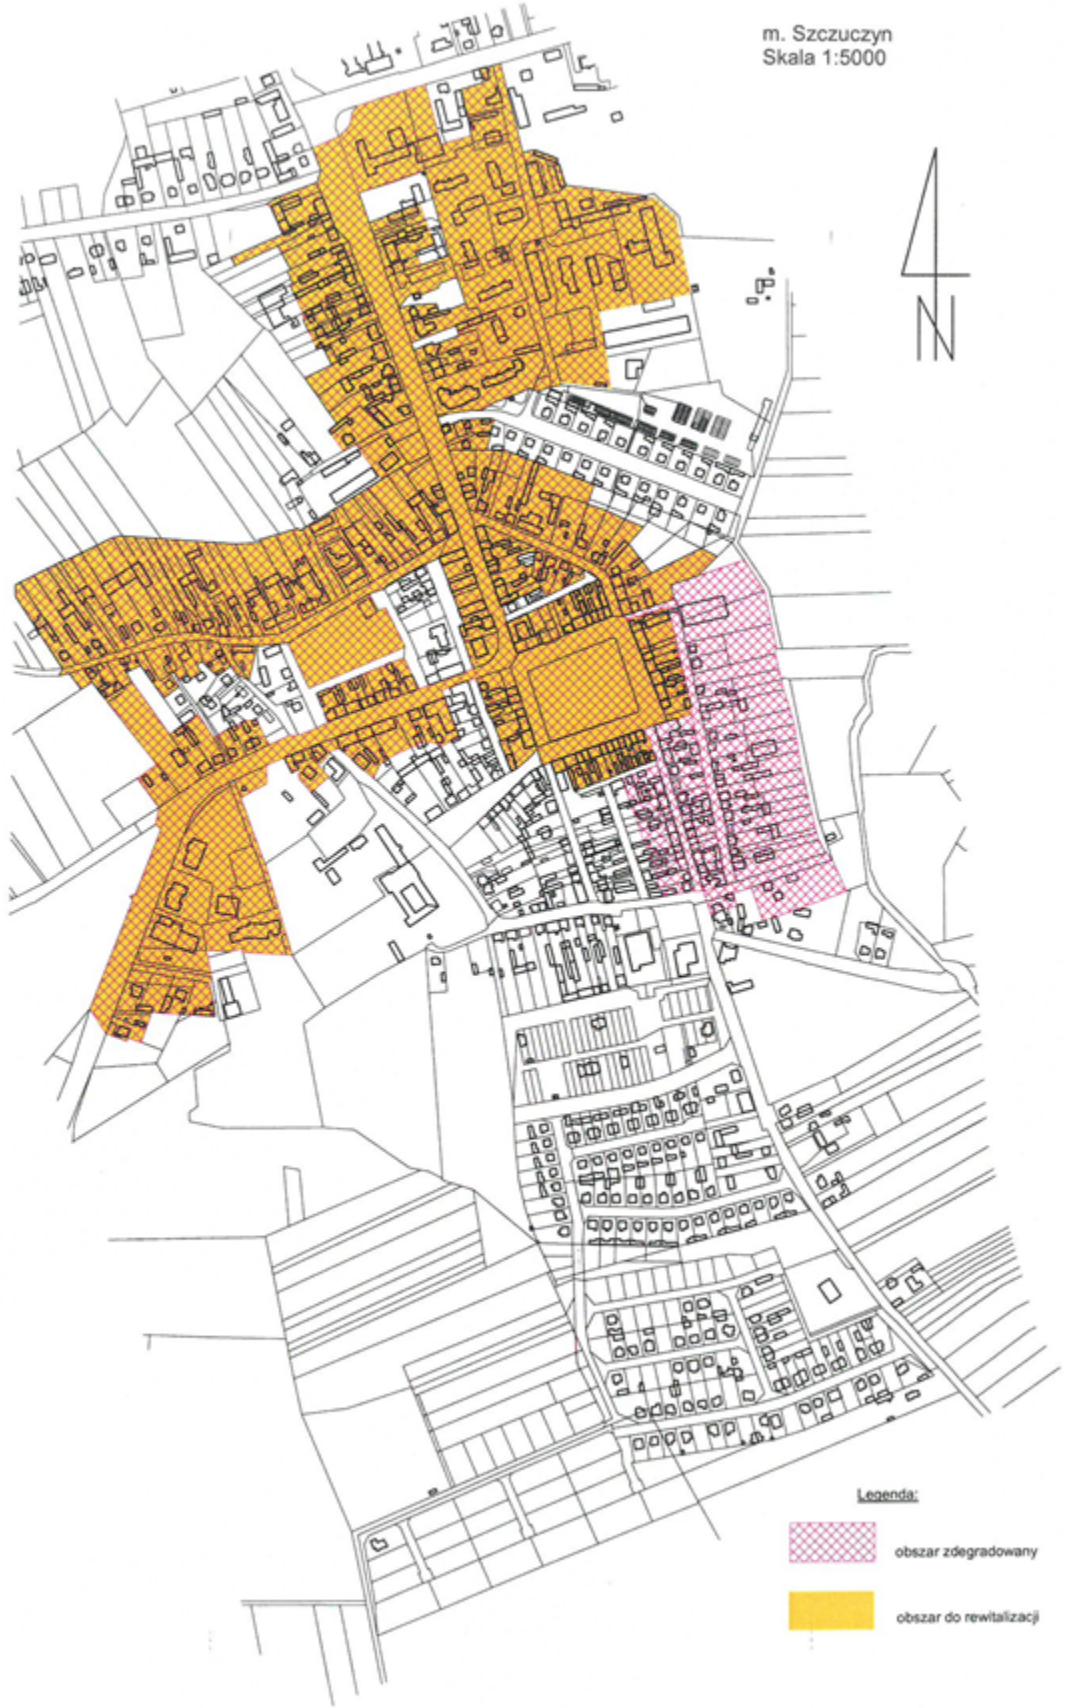 m. Szczuczyn
Skala 1:5000
N
Legenda:
obszar zdegradowany
obszar do rewitalizacji